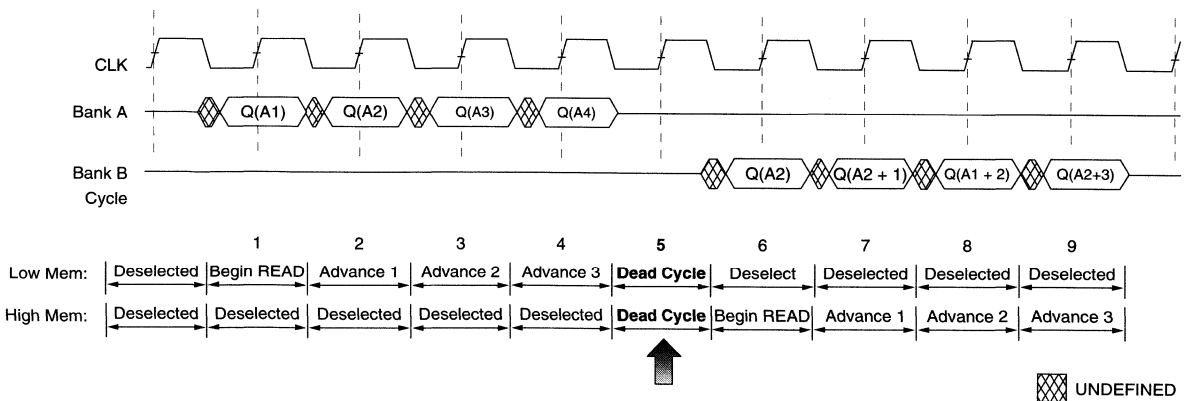 CLK
Bank A Q(A1) Q(A2) Q(A3) Q(A4)
Bank B Q(A2) Q(A2 + 1) Q(A1 + 2) Q(A2+3)
Cycle
1 2 3 4 5 6 7 8 9
Low Mem: Deselected Begin READ Advance 1 Advance 2 Advance 3 Dead Cycle Deselect Deselected Deselected Deselected
High Mem: Deselected Deselected Deselected Deselected Deselected Dead Cycle Begin READ Advance 1 Advance 2 Advance 3
UNDEFINED